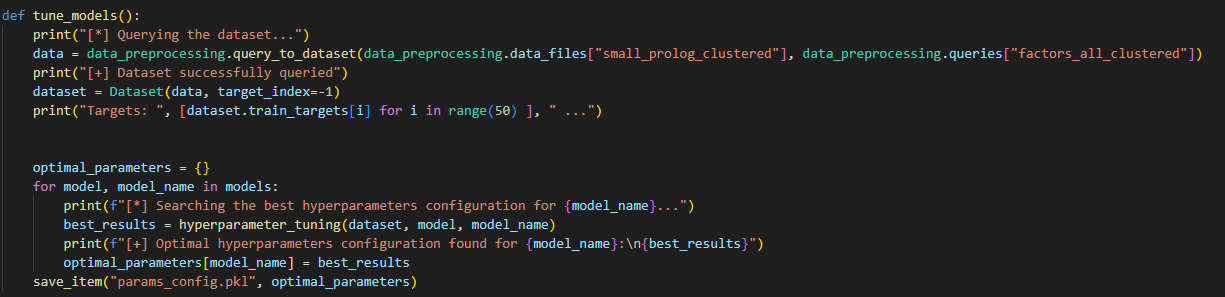 def tune_models():
    print("[*] Querying the dataset...")
    data = data_preprocessing.query_to_dataset(data_preprocessing.data_files["small_prolog_clustered"], data_preprocessing.queries["factors_all_clustered"])
    print("[+] Dataset successfully queried")
    dataset = Dataset(data, target_index=-1)
    print("Targets: ", [dataset.train_targets[i] for i in range(50) ], " ...")
    optimal_parameters = {}
    for model, model_name in models:
        print(f"[*] Searching the best hyperparameters configuration for {model_name}...")
        best_results = hyperparameter_tuning(dataset, model, model_name)
        print(f"[+] Optimal hyperparameters configuration found for {model_name}:\n{best_results}")
        optimal_parameters[model_name] = best_results
    save_item("params_config.pkl", optimal_parameters)